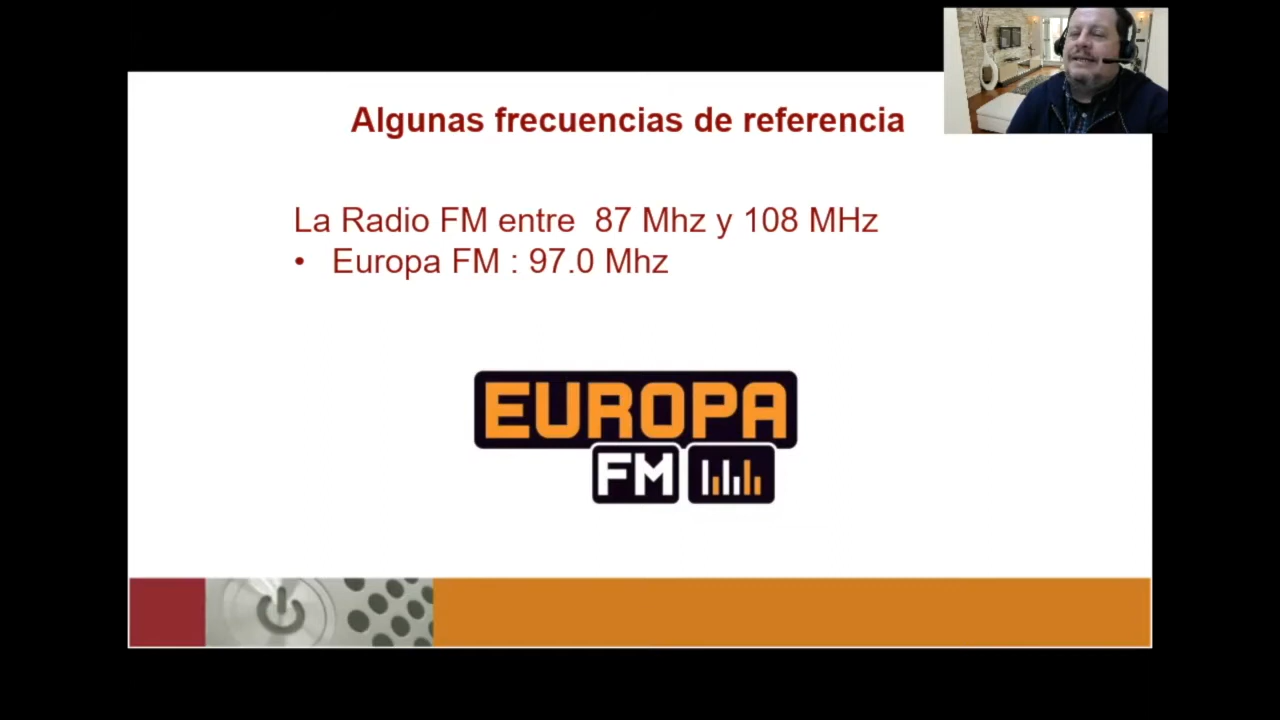 Algunas frecuencias de referencia
La Radio FM entre  87 Mhz y 108 MHz
• Europa FM : 97.0 Mhz
EUROPA
FM